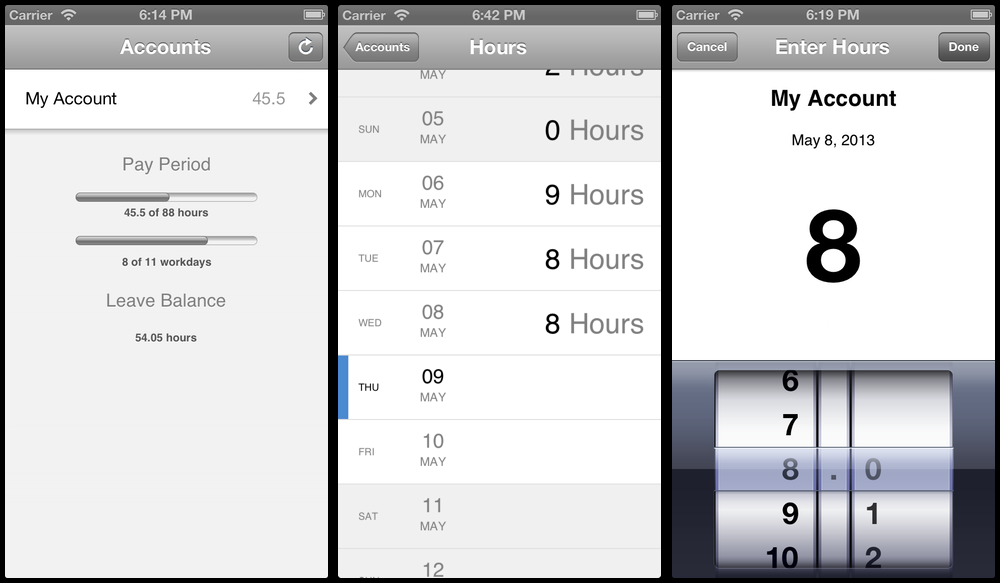 Carrier 6:14 PM
Accounts
My Account 45.5
Pay Period
45.5 of 88 hours
8 of 11 workdays
Leave Balance
54.05 hours
Carrier 6:42 PM
Accounts Hours
MAY 2 Hours
SUN 05 MAY 0 Hours
MON 06 MAY 9 Hours
TUE 07 MAY 8 Hours
WED 08 MAY 8 Hours
THU 09 MAY
FRI 10 MAY
SAT 11 MAY
12
Carrier 6:19 PM
Cancel Enter Hours Done
My Account
May 8, 2013
8
6
7
8 . 0
9 1
10 2